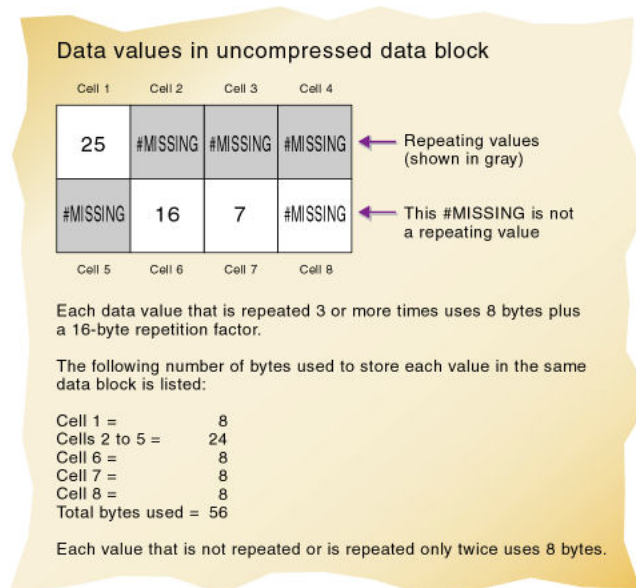 Data values in uncompressed data block
Cell 1 Cell 2 Cell 3 Cell 4
25 #MISSING #MISSING #MISSING
Repeating values
(shown in gray)
#MISSING 16 7 #MISSING
This #MISSING is not
a repeating value
Cell 5 Cell 6 Cell 7 Cell 8
Each data value that is repeated 3 or more times uses 8 bytes plus
a 16-byte repetition factor.
The following number of bytes used to store each value in the same
data block is listed:
Cell 1 = 8
Cells 2 to 5 = 24
Cell 6 = 8
Cell 7 = 8
Cell 8 = 8
Total bytes used = 56
Each value that is not repeated or is repeated only twice uses 8 bytes.